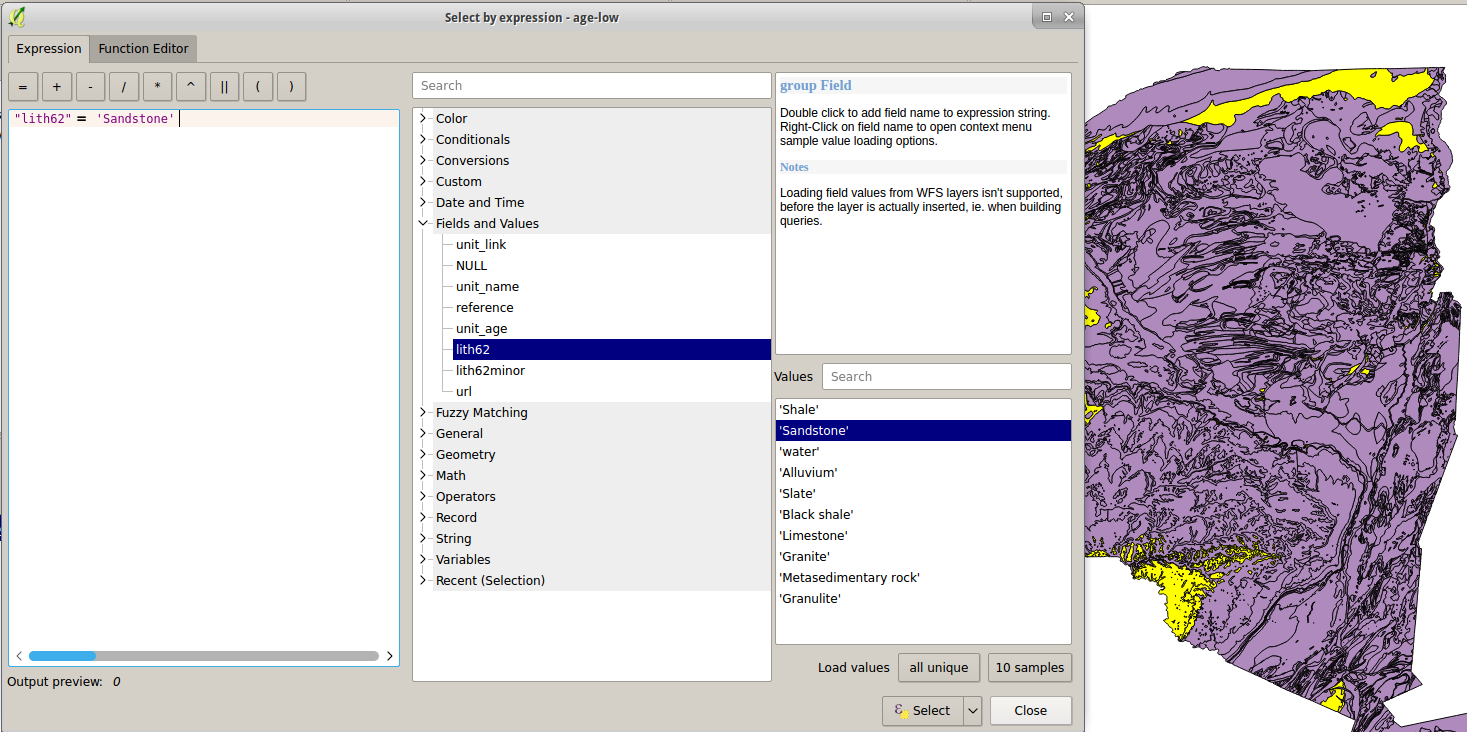 Select by expression - age-low
Expression
Function Editor
= + - / * ^ || ( )
"lith62" = 'Sandstone'
Output preview: 0
Search
Color
Conditionals
Conversions
Custom
Date and Time
Fields and Values
unit_link
NULL
unit_name
reference
unit_age
lith62
lith62minor
url
Fuzzy Matching
General
Geometry
Math
Operators
Record
String
Variables
Recent (Selection)
group Field
Double click to add field name to expression string.
Right-Click on field name to open context menu
sample value loading options.
Notes
Loading field values from WFS layers isn't supported,
before the layer is actually inserted, ie. when building
queries.
Values
Search
'Shale'
'Sandstone'
'water'
'Alluvium'
'Slate'
'Black shale'
'Limestone'
'Granite'
'Metasedimentary rock'
'Granulite'
Load values
all unique
10 samples
Select
Close